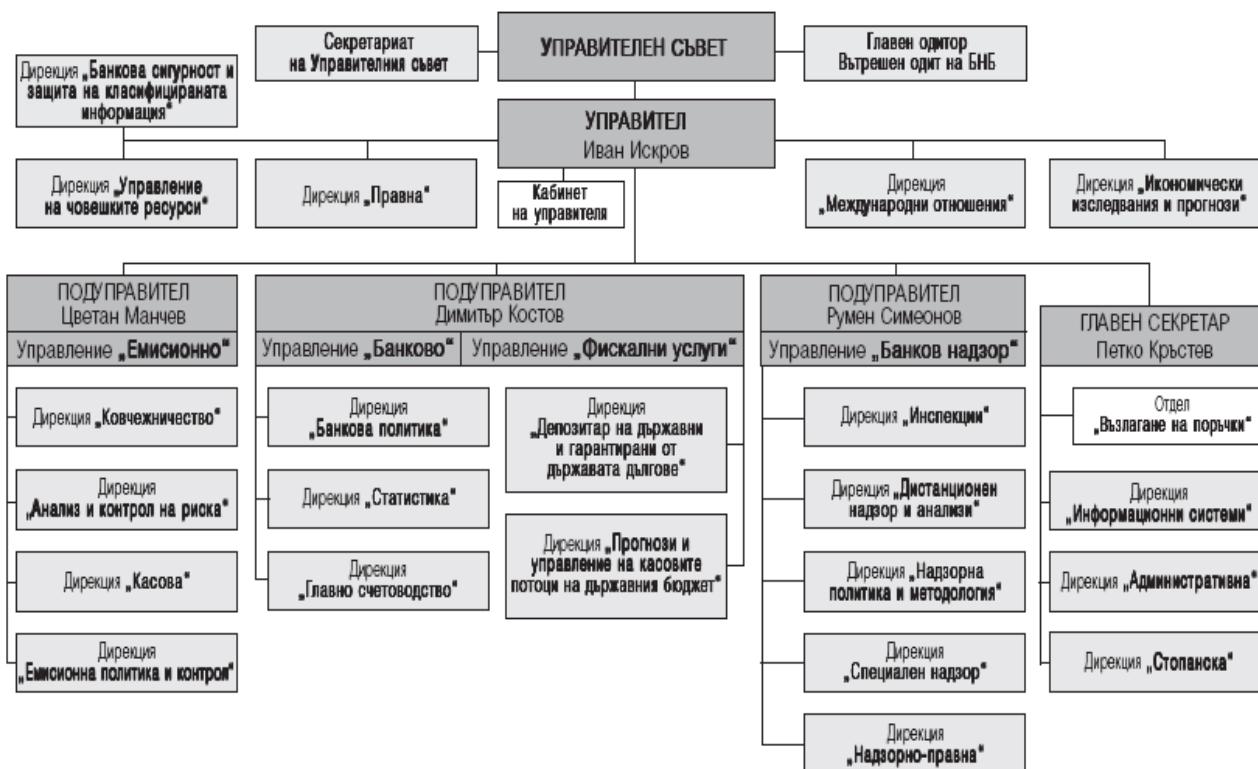 Секретариат
на Управителния съвет
УПРАВИТЕЛЕН СЪВЕТ
Главен одитор
Вътрешен одит на БНБ
Дирекция „Банкова сигурност и
защита на класифицираната
информация“
УПРАВИТЕЛ
Иван Искров
Дирекция „Управление
на човешките ресурси“
Дирекция „Правна“
Кабинет
на управителя
Дирекция
„Международни отношения“
Дирекция „Икономически
изследвания и прогнози“
ПОДУПРАВИТЕЛ
Цветан Манчев
Управление „Емисионно“
Дирекция „Ковчежничество“
Дирекция
„Анализ и контрол на риска“
Дирекция „Касова“
Дирекция
„Емисионна политика и контрол“
ПОДУПРАВИТЕЛ
Димитър Костов
Управление „Банково“
Дирекция
„Банкова политика“
Дирекция „Статистика“
Дирекция
„Главно счетоводство“
Управление „Фискални услуги“
Дирекция
„Депозитар на държавни
и гарантирани от
държавата дългове“
Дирекция „Прогнози и
управление на касовите
потоци на държавния бюджет“
ПОДУПРАВИТЕЛ
Румен Симеонов
Управление „Банков надзор“
Дирекция „Инспекции“
Дирекция „Дистанционен
надзор и анализи“
Дирекция „Надзорна
политика и методология“
Дирекция
„Специален надзор“
Дирекция
„Надзорно-правна“
ГЛАВЕН СЕКРЕТАР
Петко Кръстев
Отдел
„Възлагане на поръчки“
Дирекция
„Информационни системи“
Дирекция „Административна“
Дирекция „Стопанска“